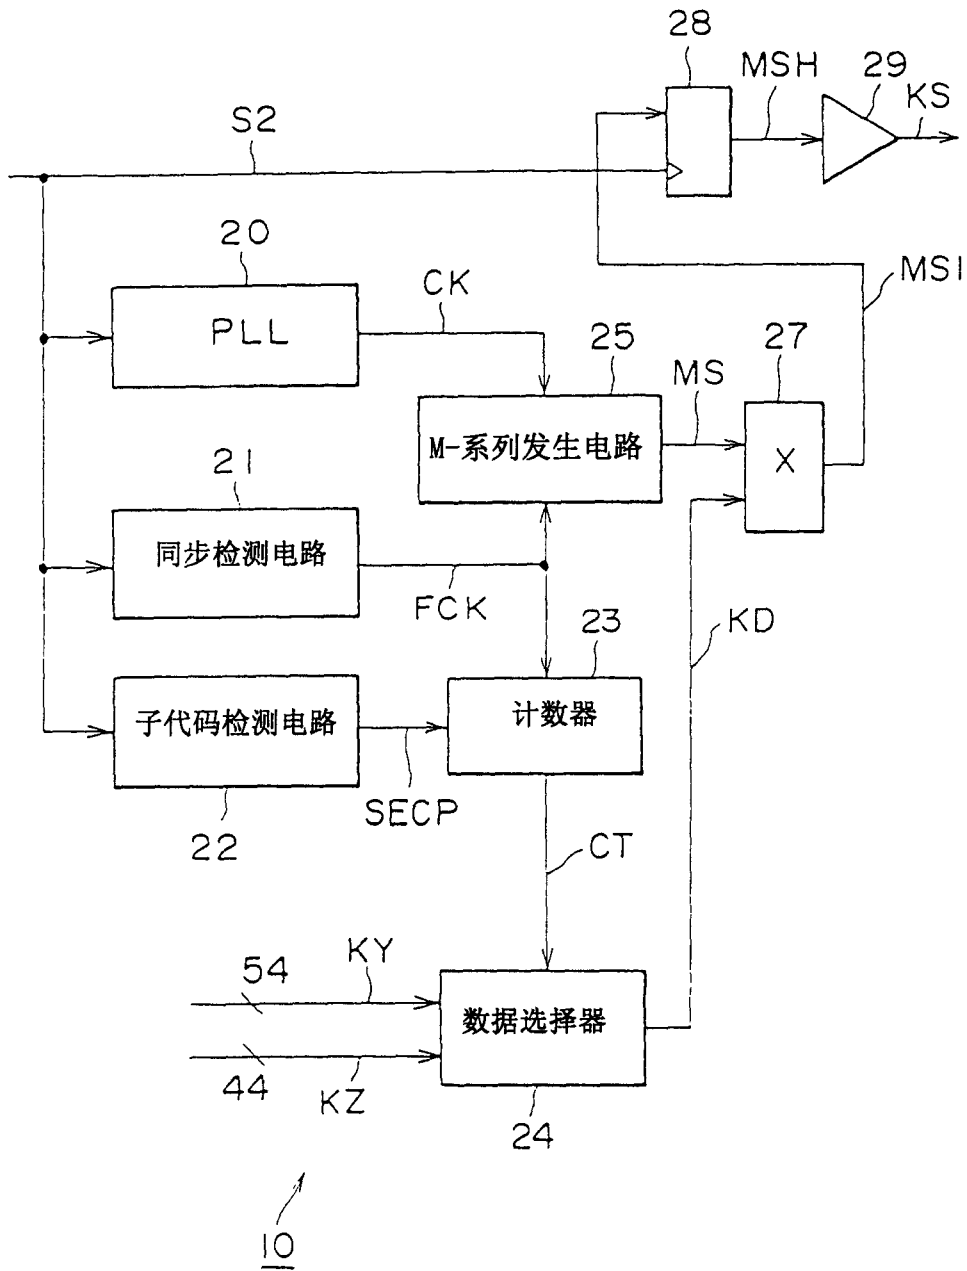 28
MSH
29
KS
S2
20
CK
MS1
PLL
25
MS
27
M-系列发生电路
X
21
同步检测电路
FCK
23
KD
子代码检测电路
计数器
22
SECP
CT
54
KY
数据选择器
44
KZ
24
10